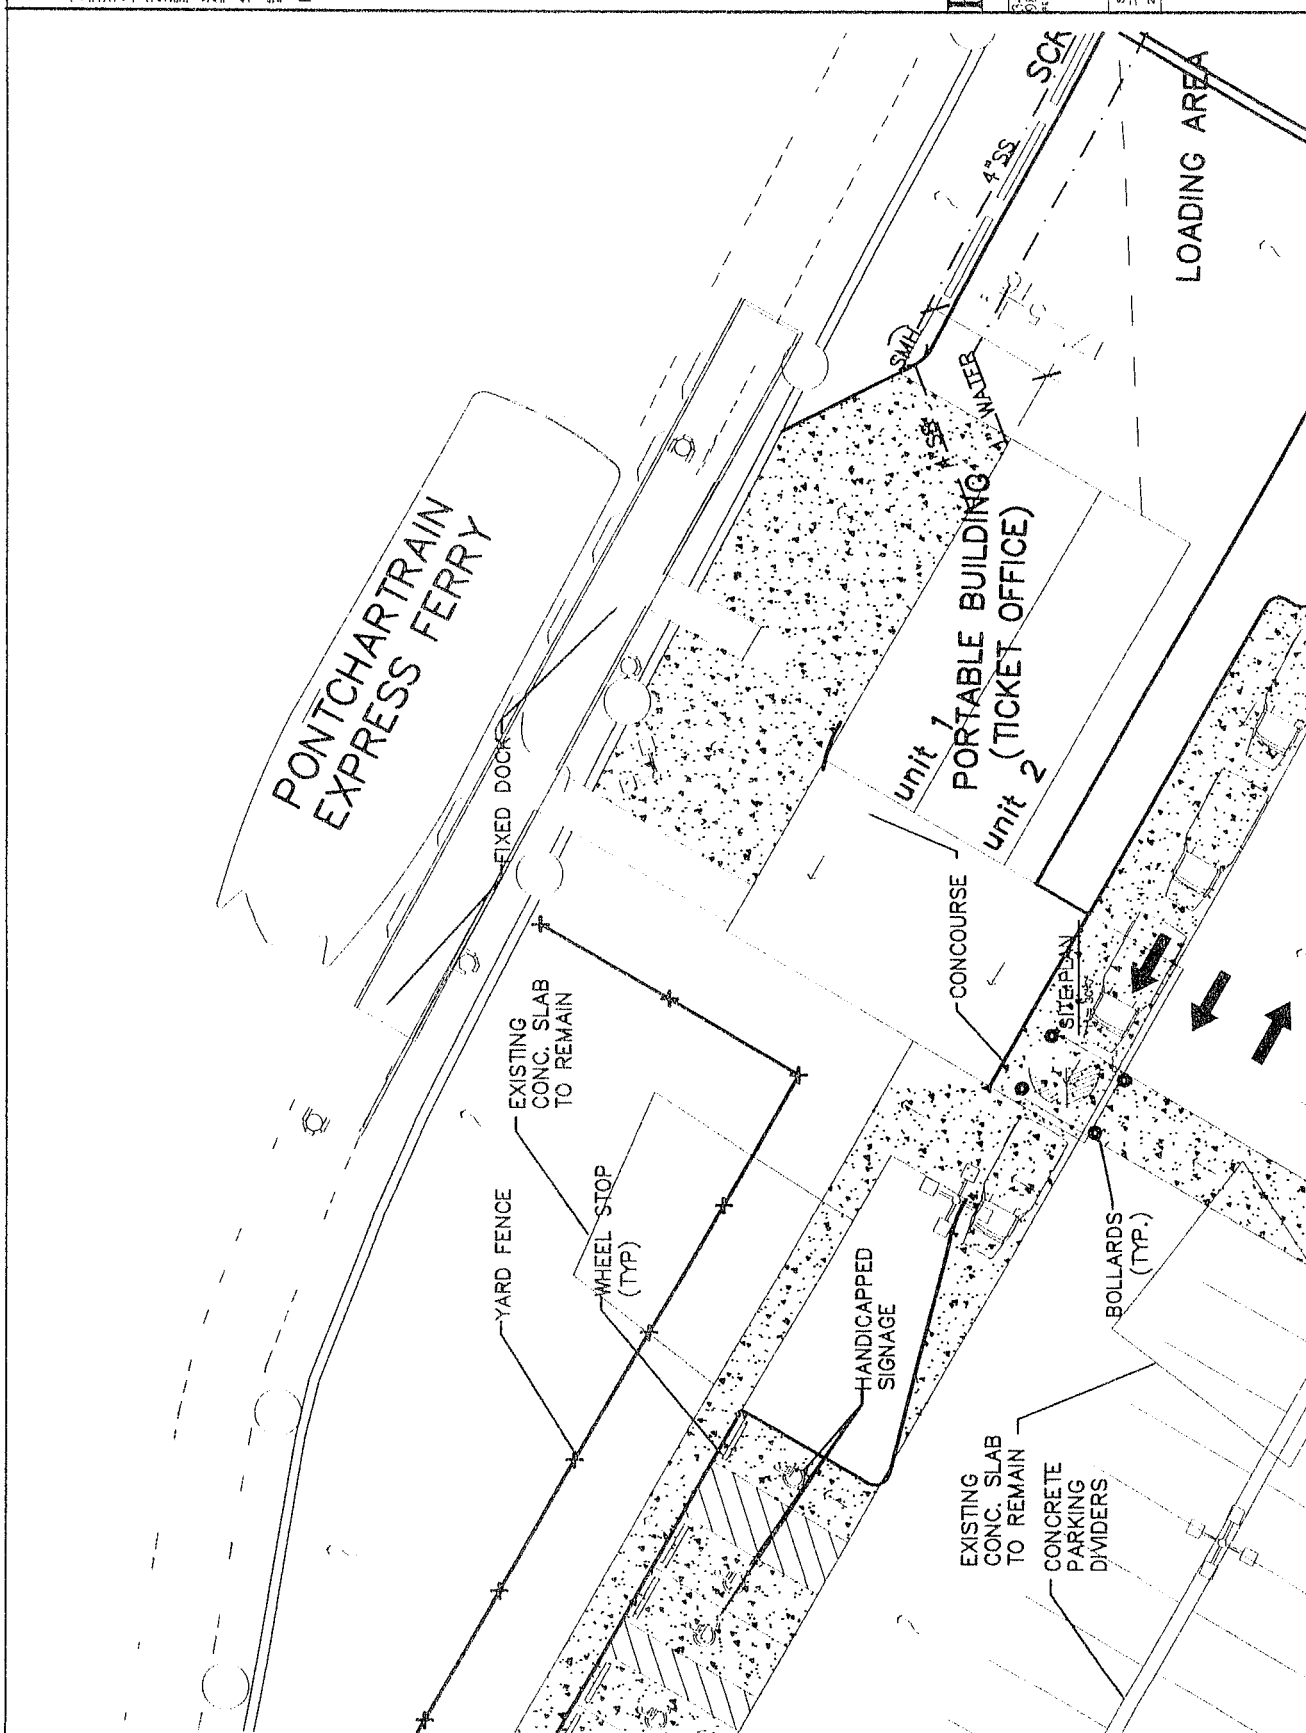 PONTCHARTRAIN
EXPRESS FERRY
FIXED DOCK
EXISTING
CONC. SLAB
TO REMAIN
YARD FENCE
WHEEL STOP
(TYP)
HANDICAPPED
SIGNAGE
EXISTING
CONC. SLAB
TO REMAIN
CONCRETE
PARKING
DIVIDERS
BOLLARDS
(TYP.)
CONCOURSE
SITE PLAN
unit 1
PORTABLE BUILDING
(TICKET OFFICE)
unit 2
SMH
WATER
4"SS
LOADING AREA